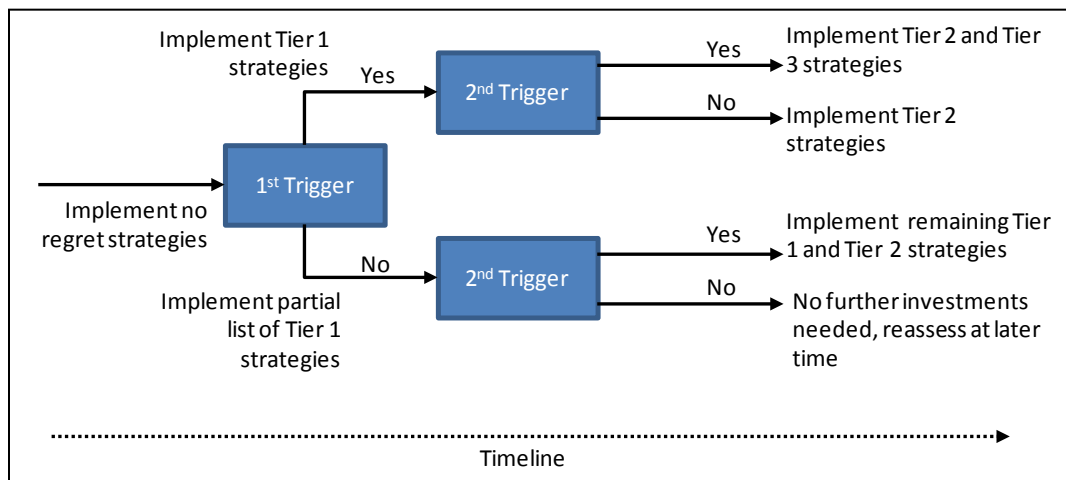 Implement Tier 1
strategies
Yes
2nd Trigger
Yes
Implement Tier 2 and Tier
3 strategies
No
Implement Tier 2
strategies
1st Trigger
Implement no
regret strategies
No
Implement partial
list of Tier 1
strategies
2nd Trigger
Yes
Implement remaining Tier
1 and Tier 2 strategies
No
No further investments
needed, reassess at later
time
Timeline